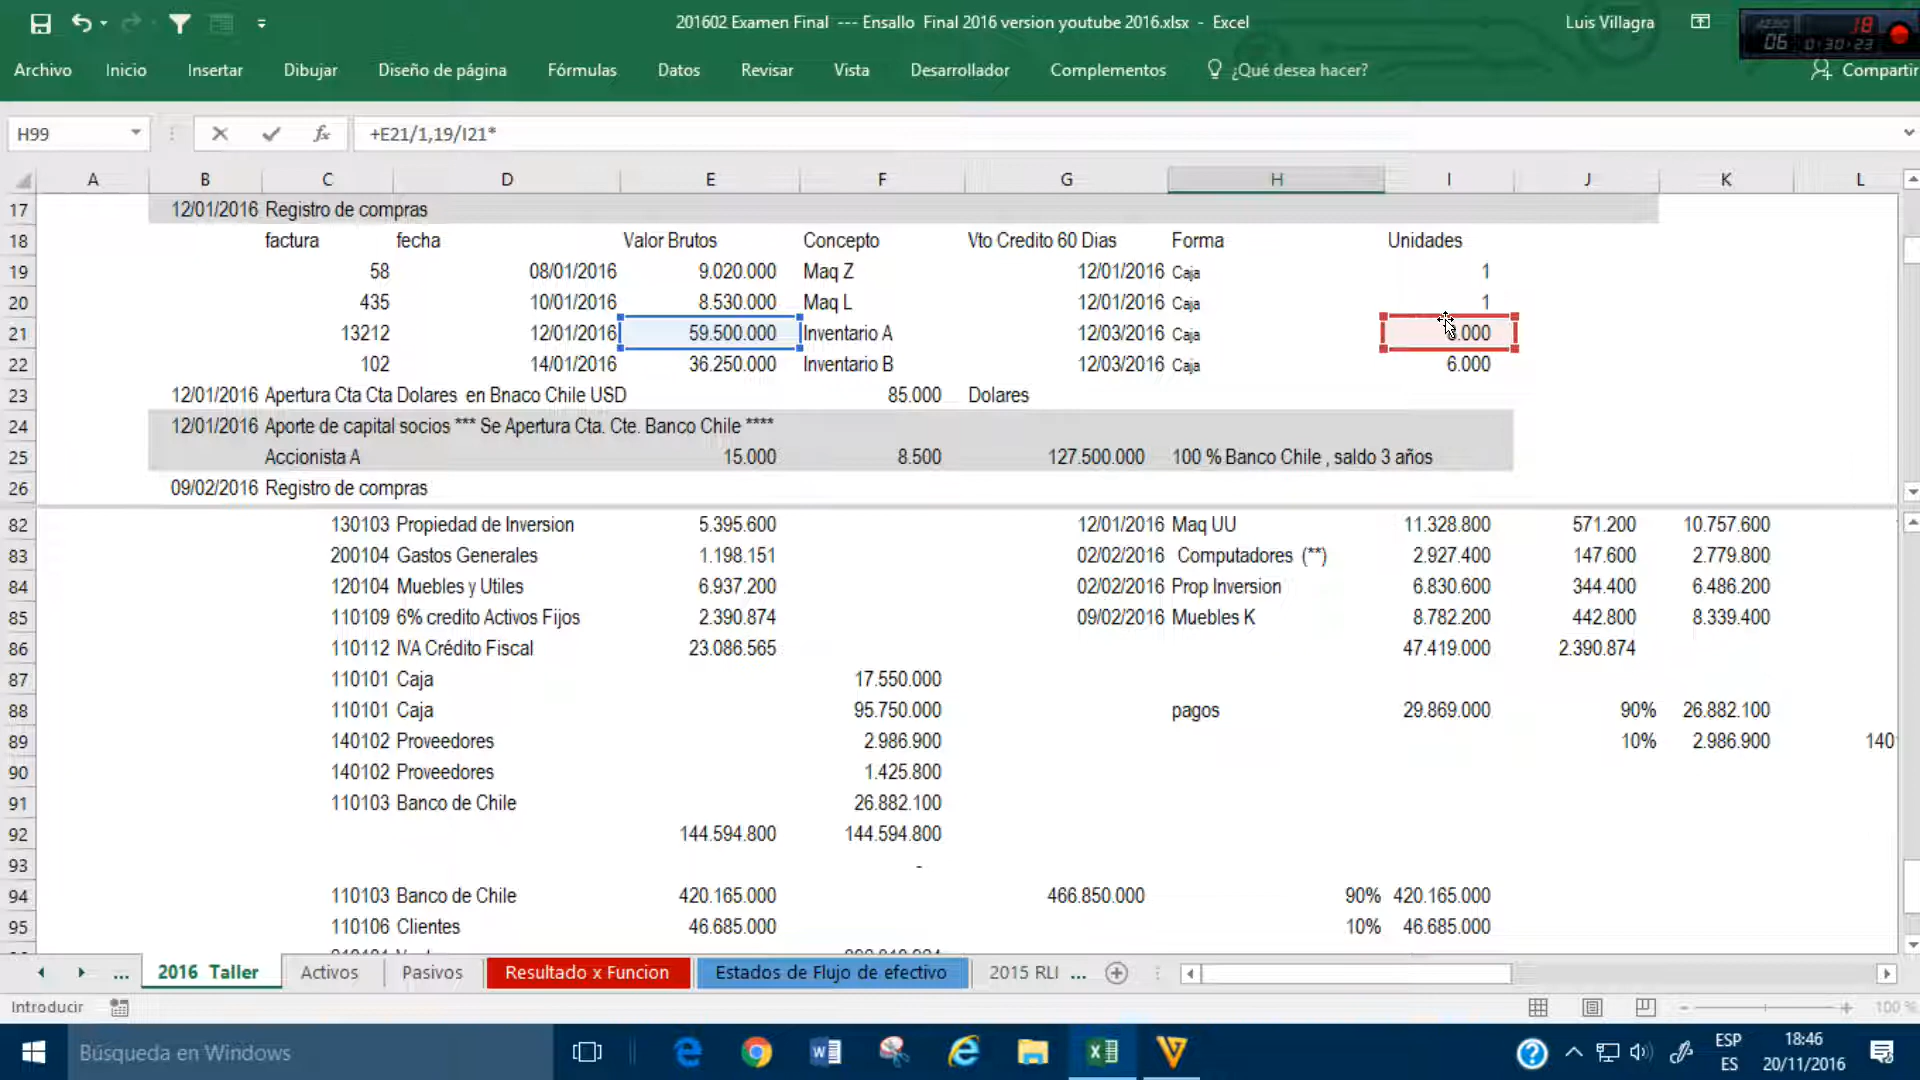 201602 Examen Final --- Ensallo Final 2016 version youtube 2016.xlsx - Excel
Luis Villagra
18
06 0:30:23
Archivo Inicio Insertar Dibujar Diseño de página Fórmulas Datos Revisar Vista Desarrollador Complementos ¿Qué desea hacer? Compartir
H99 fx +E21/1,19/I21*
A B C D E F G H I J K L
17 12/01/2016 Registro de compras
18 factura fecha Valor Brutos Concepto Vto Credito 60 Dias Forma Unidades
19 58 08/01/2016 9.020.000 Maq Z 12/01/2016 Caja 1
20 435 10/01/2016 8.530.000 Maq L 12/01/2016 Caja 1
21 13212 12/01/2016 59.500.000 Inventario A 12/03/2016 Caja
22 102 14/01/2016 36.250.000 Inventario B 12/03/2016 Caja 6.000
23 12/01/2016 Apertura Cta Cta Dolares en Bnaco Chile USD 85.000 Dolares
24 12/01/2016 Aporte de capital socios *** Se Apertura Cta. Cte. Banco Chile ****
25 Accionista A 15.000 8.500 127.500.000 100 % Banco Chile , saldo 3 años
26 09/02/2016 Registro de compras
82 130103 Propiedad de Inversion 5.395.600 12/01/2016 Maq UU 11.328.800 571.200 10.757.600
83 200104 Gastos Generales 1.198.151 02/02/2016 Computadores (**) 2.927.400 147.600 2.779.800
84 120104 Muebles y Utiles 6.937.200 02/02/2016 Prop Inversion 6.830.600 344.400 6.486.200
85 110109 6% credito Activos Fijos 2.390.874 09/02/2016 Muebles K 8.782.200 442.800 8.339.400
86 110112 IVA Crédito Fiscal 23.086.565 47.419.000 2.390.874
87 110101 Caja 17.550.000
88 110101 Caja 95.750.000 pagos 29.869.000 90% 26.882.100
89 140102 Proveedores 2.986.900 10% 2.986.900 140
90 140102 Proveedores 1.425.800
91 110103 Banco de Chile 26.882.100
92 144.594.800 144.594.800
93 -
94 110103 Banco de Chile 420.165.000 466.850.000 90% 420.165.000
95 110106 Clientes 46.685.000 10% 46.685.000
... 2016 Taller Activos Pasivos Resultado x Funcion Estados de Flujo de efectivo 2015 RLI ...
Introducir 100 %
Búsqueda en Windows
ESP
ES
18:46
20/11/2016